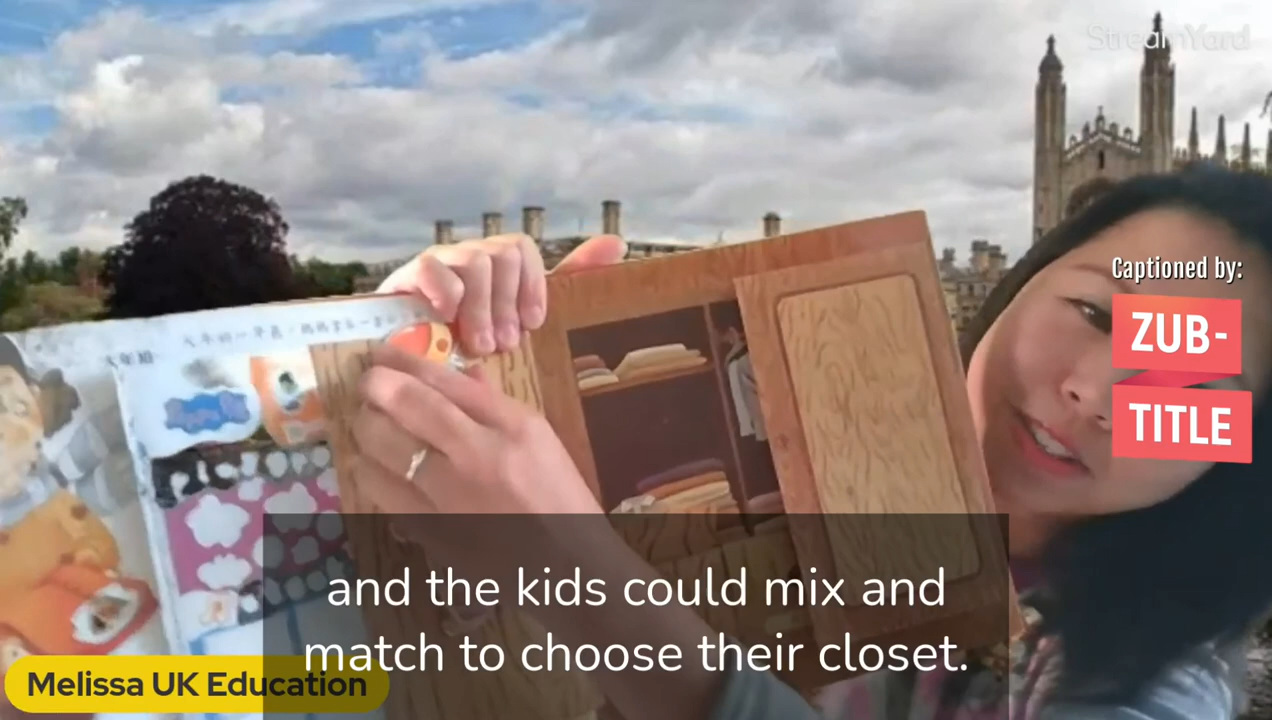 StreamYard
Captioned by:
ZUB-
TITLE
and the kids could mix and
match to choose their closet.
Melissa UK Education